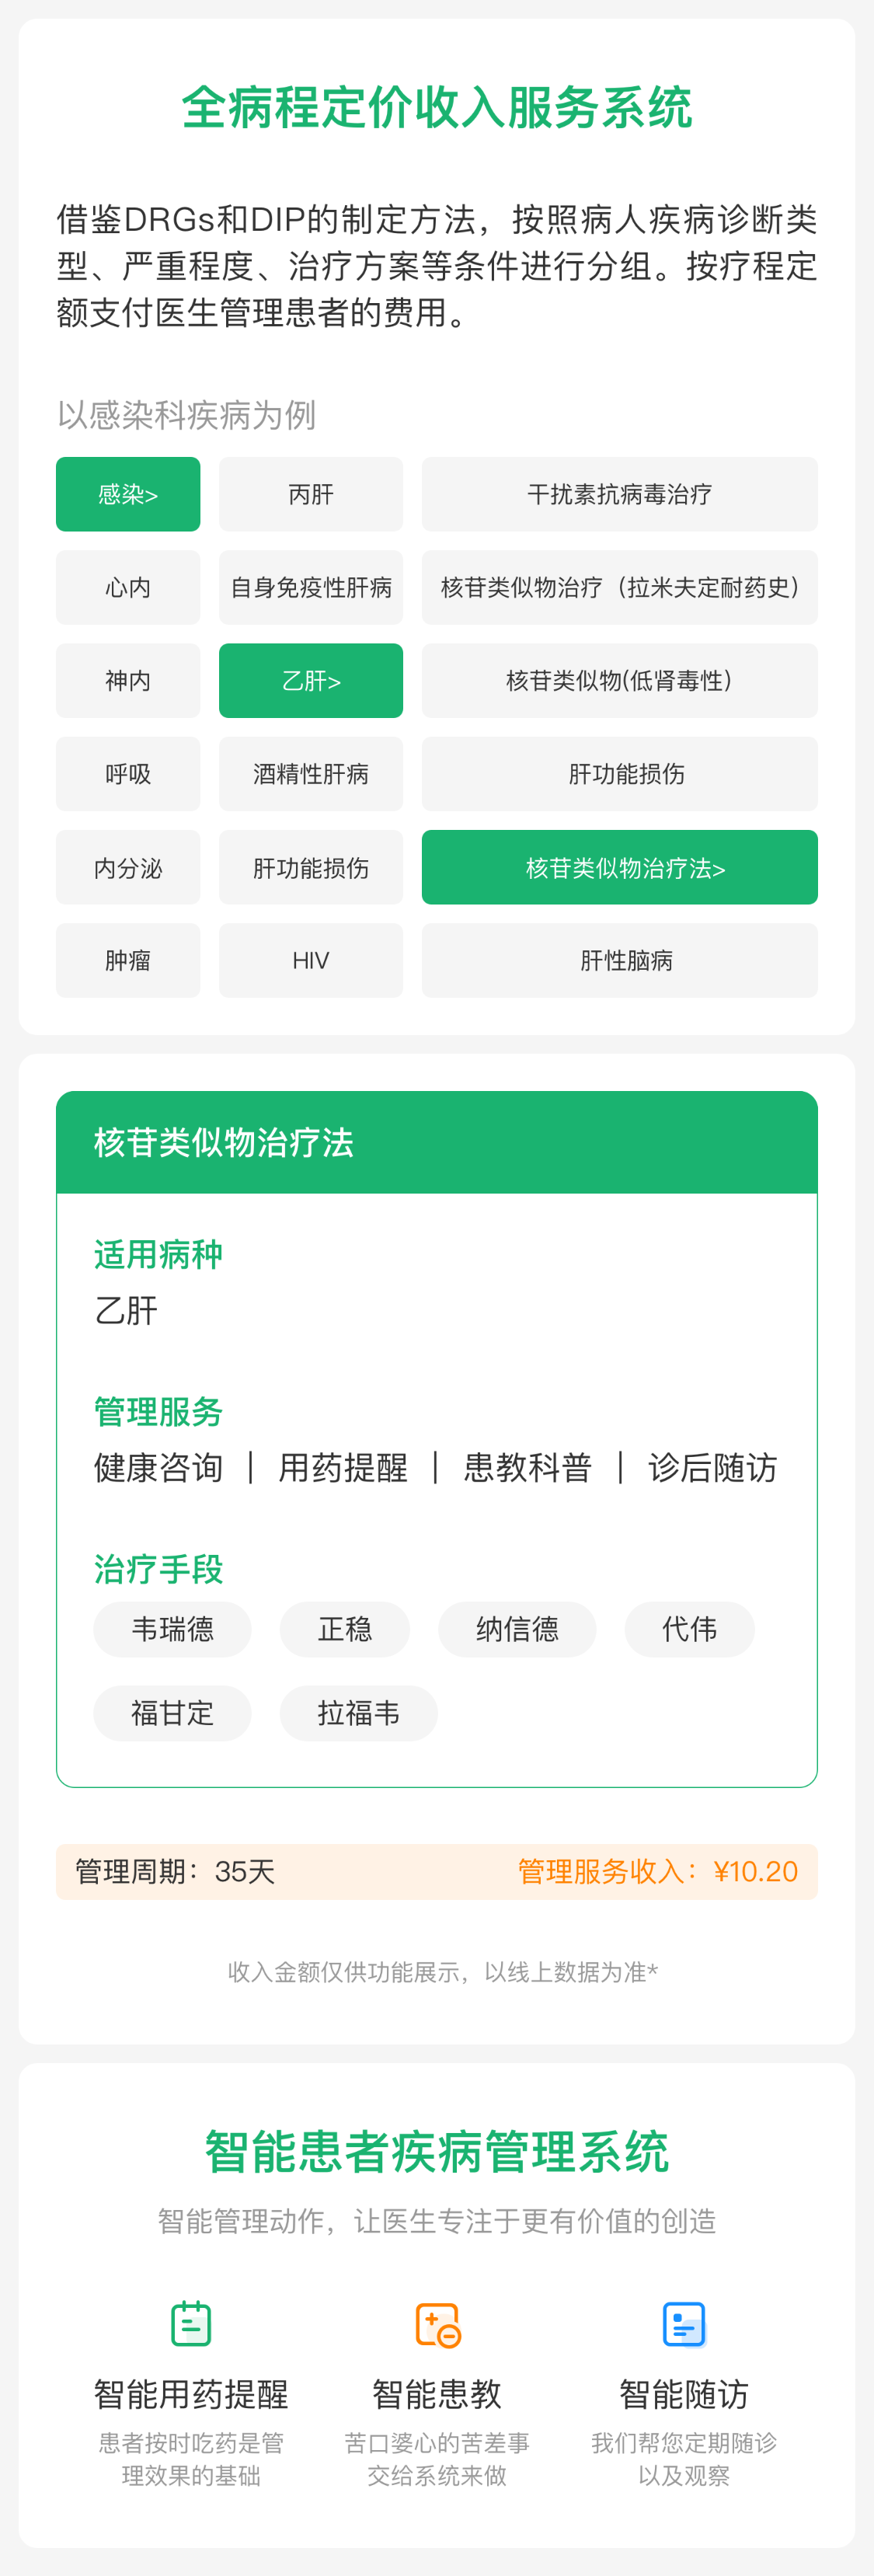 全病程定价收入服务系统
借鉴DRGs和DIP的制定方法，按照病人疾病诊断类
型、严重程度、治疗方案等条件进行分组。按疗程定
额支付医生管理患者的费用。
以感染科疾病为例
感染> 丙肝 干扰素抗病毒治疗
心内 自身免疫性肝病 核苷类似物治疗（拉米夫定耐药史）
神内 乙肝> 核苷类似物(低肾毒性）
呼吸 酒精性肝病 肝功能损伤
内分泌 肝功能损伤 核苷类似物治疗法>
肿瘤 HIV 肝性脑病
核苷类似物治疗法
适用病种
乙肝
管理服务
健康咨询 | 用药提醒 | 患教科普 | 诊后随访
治疗手段
韦瑞德 正稳 纳信德 代伟
福甘定 拉福韦
管理周期：35天 管理服务收入：¥10.20
收入金额仅供功能展示，以线上数据为准*
智能患者疾病管理系统
智能管理动作，让医生专注于更有价值的创造
智能用药提醒 智能患教 智能随访
患者按时吃药是管 苦口婆心的苦差事 我们帮您定期随诊
理效果的基础 交给系统来做 以及观察